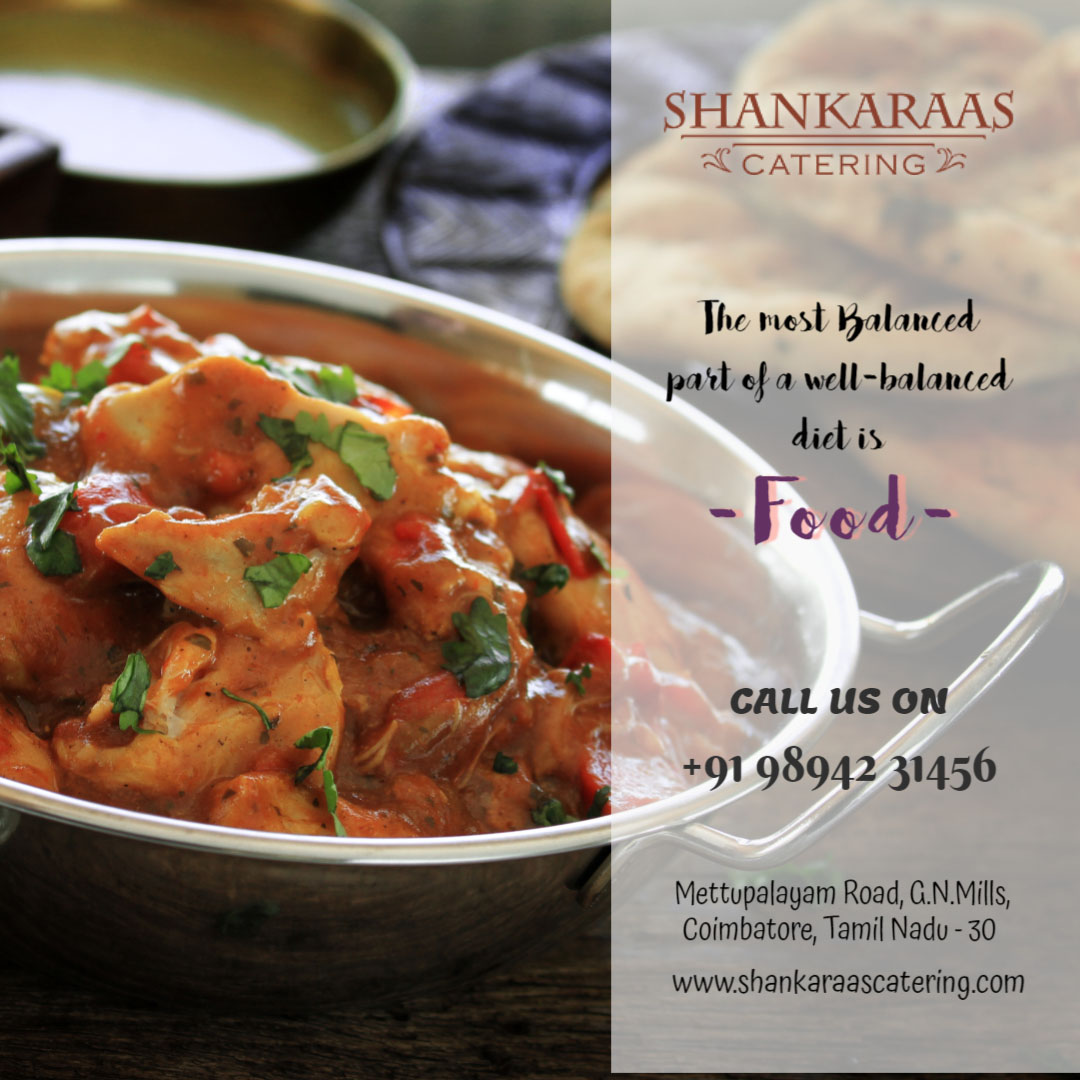 SHANKARAAS
CATERING
The most Balanced
part of a well-balanced
diet is
- Food -
CALL US ON
+91 98942 31456
Mettupalayam Road, G.N.Mills,
Coimbatore, Tamil Nadu - 30
www.shankaraascatering.com